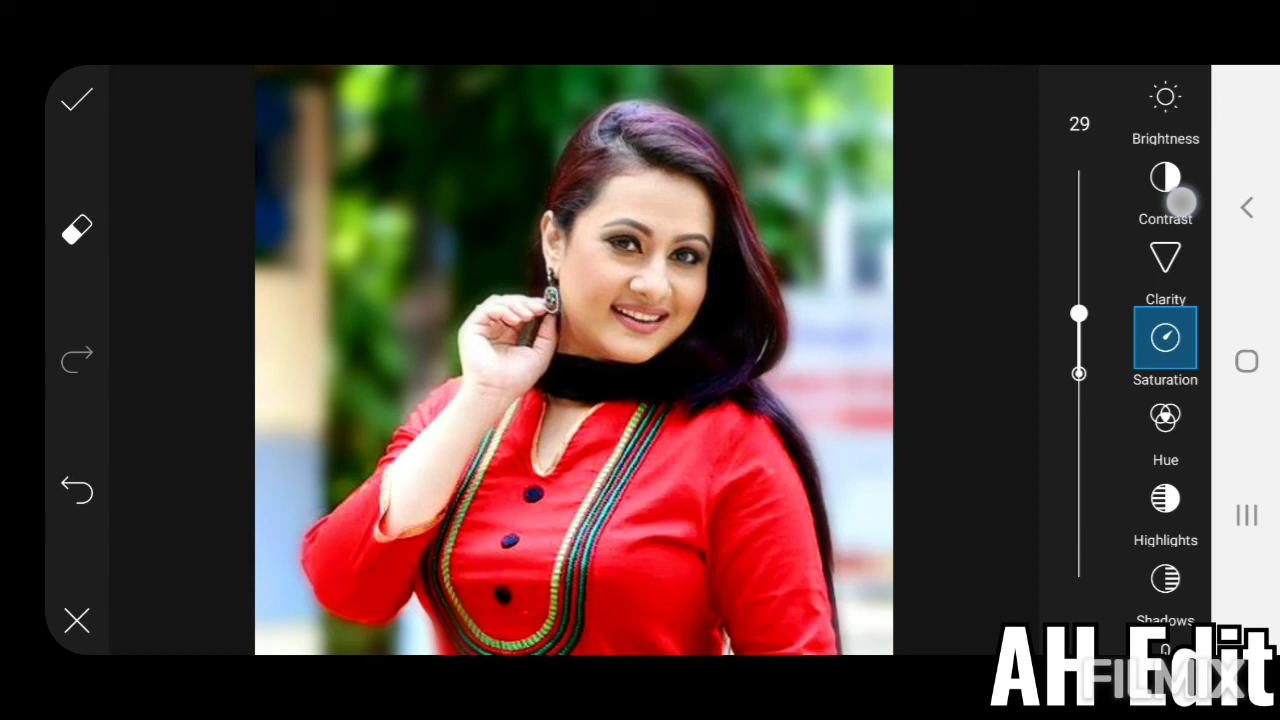 29
Brightness
Contrast
Clarity
Saturation
Hue
Highlights
Shadows
AH Edit
FILMIX